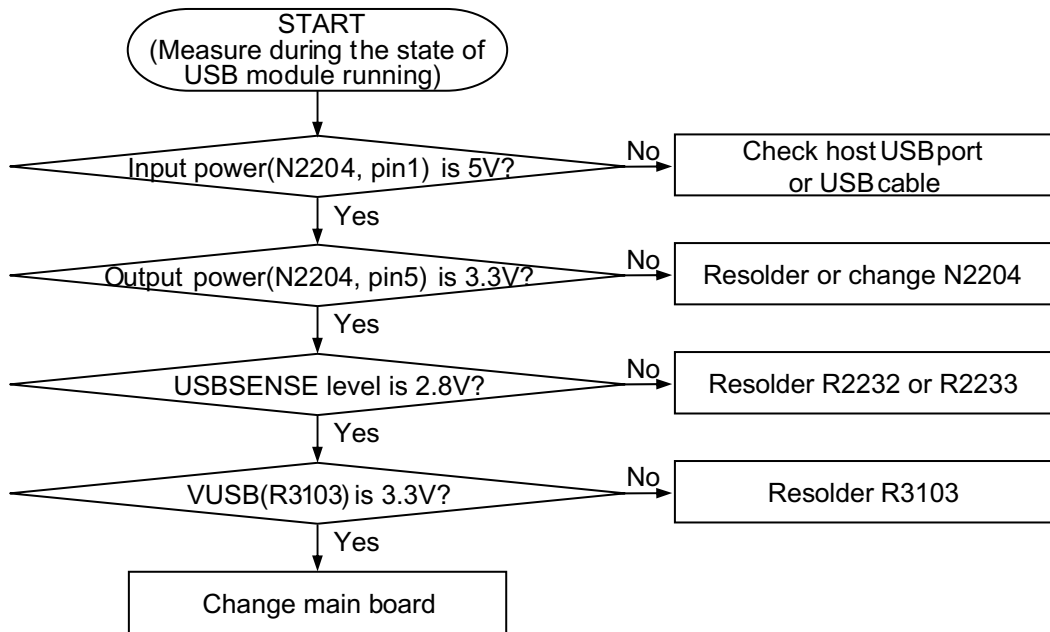 START
(Measure during the state of
USB module running)
Input power(N2204, pin1) is 5V?
No
Check host USB port
or USB cable
Yes
Output power(N2204, pin5) is 3.3V?
No
Resolder or change N2204
Yes
USBSENSE level is 2.8V?
No
Resolder R2232 or R2233
Yes
VUSB(R3103) is 3.3V?
No
Resolder R3103
Yes
Change main board